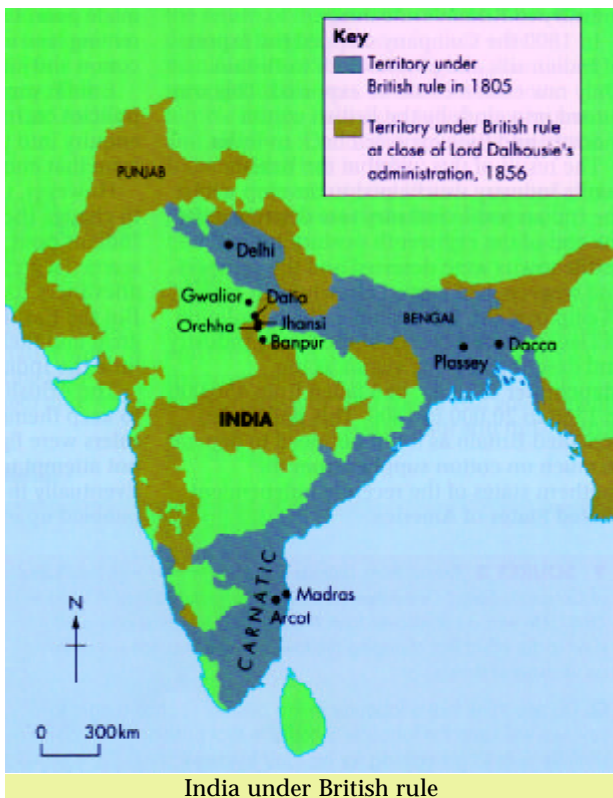 Key
Territory under
British rule in 1805
Territory under British rule
at close of Lord Dalhousie's
administration, 1856
PUNJAB
Delhi
Gwalior
Datia
Orchha
Jhansi
Banpur
BENGAL
Plassey
Dacca
INDIA
CARNATIC
Madras
Arcot
N
0 300km
India under British rule